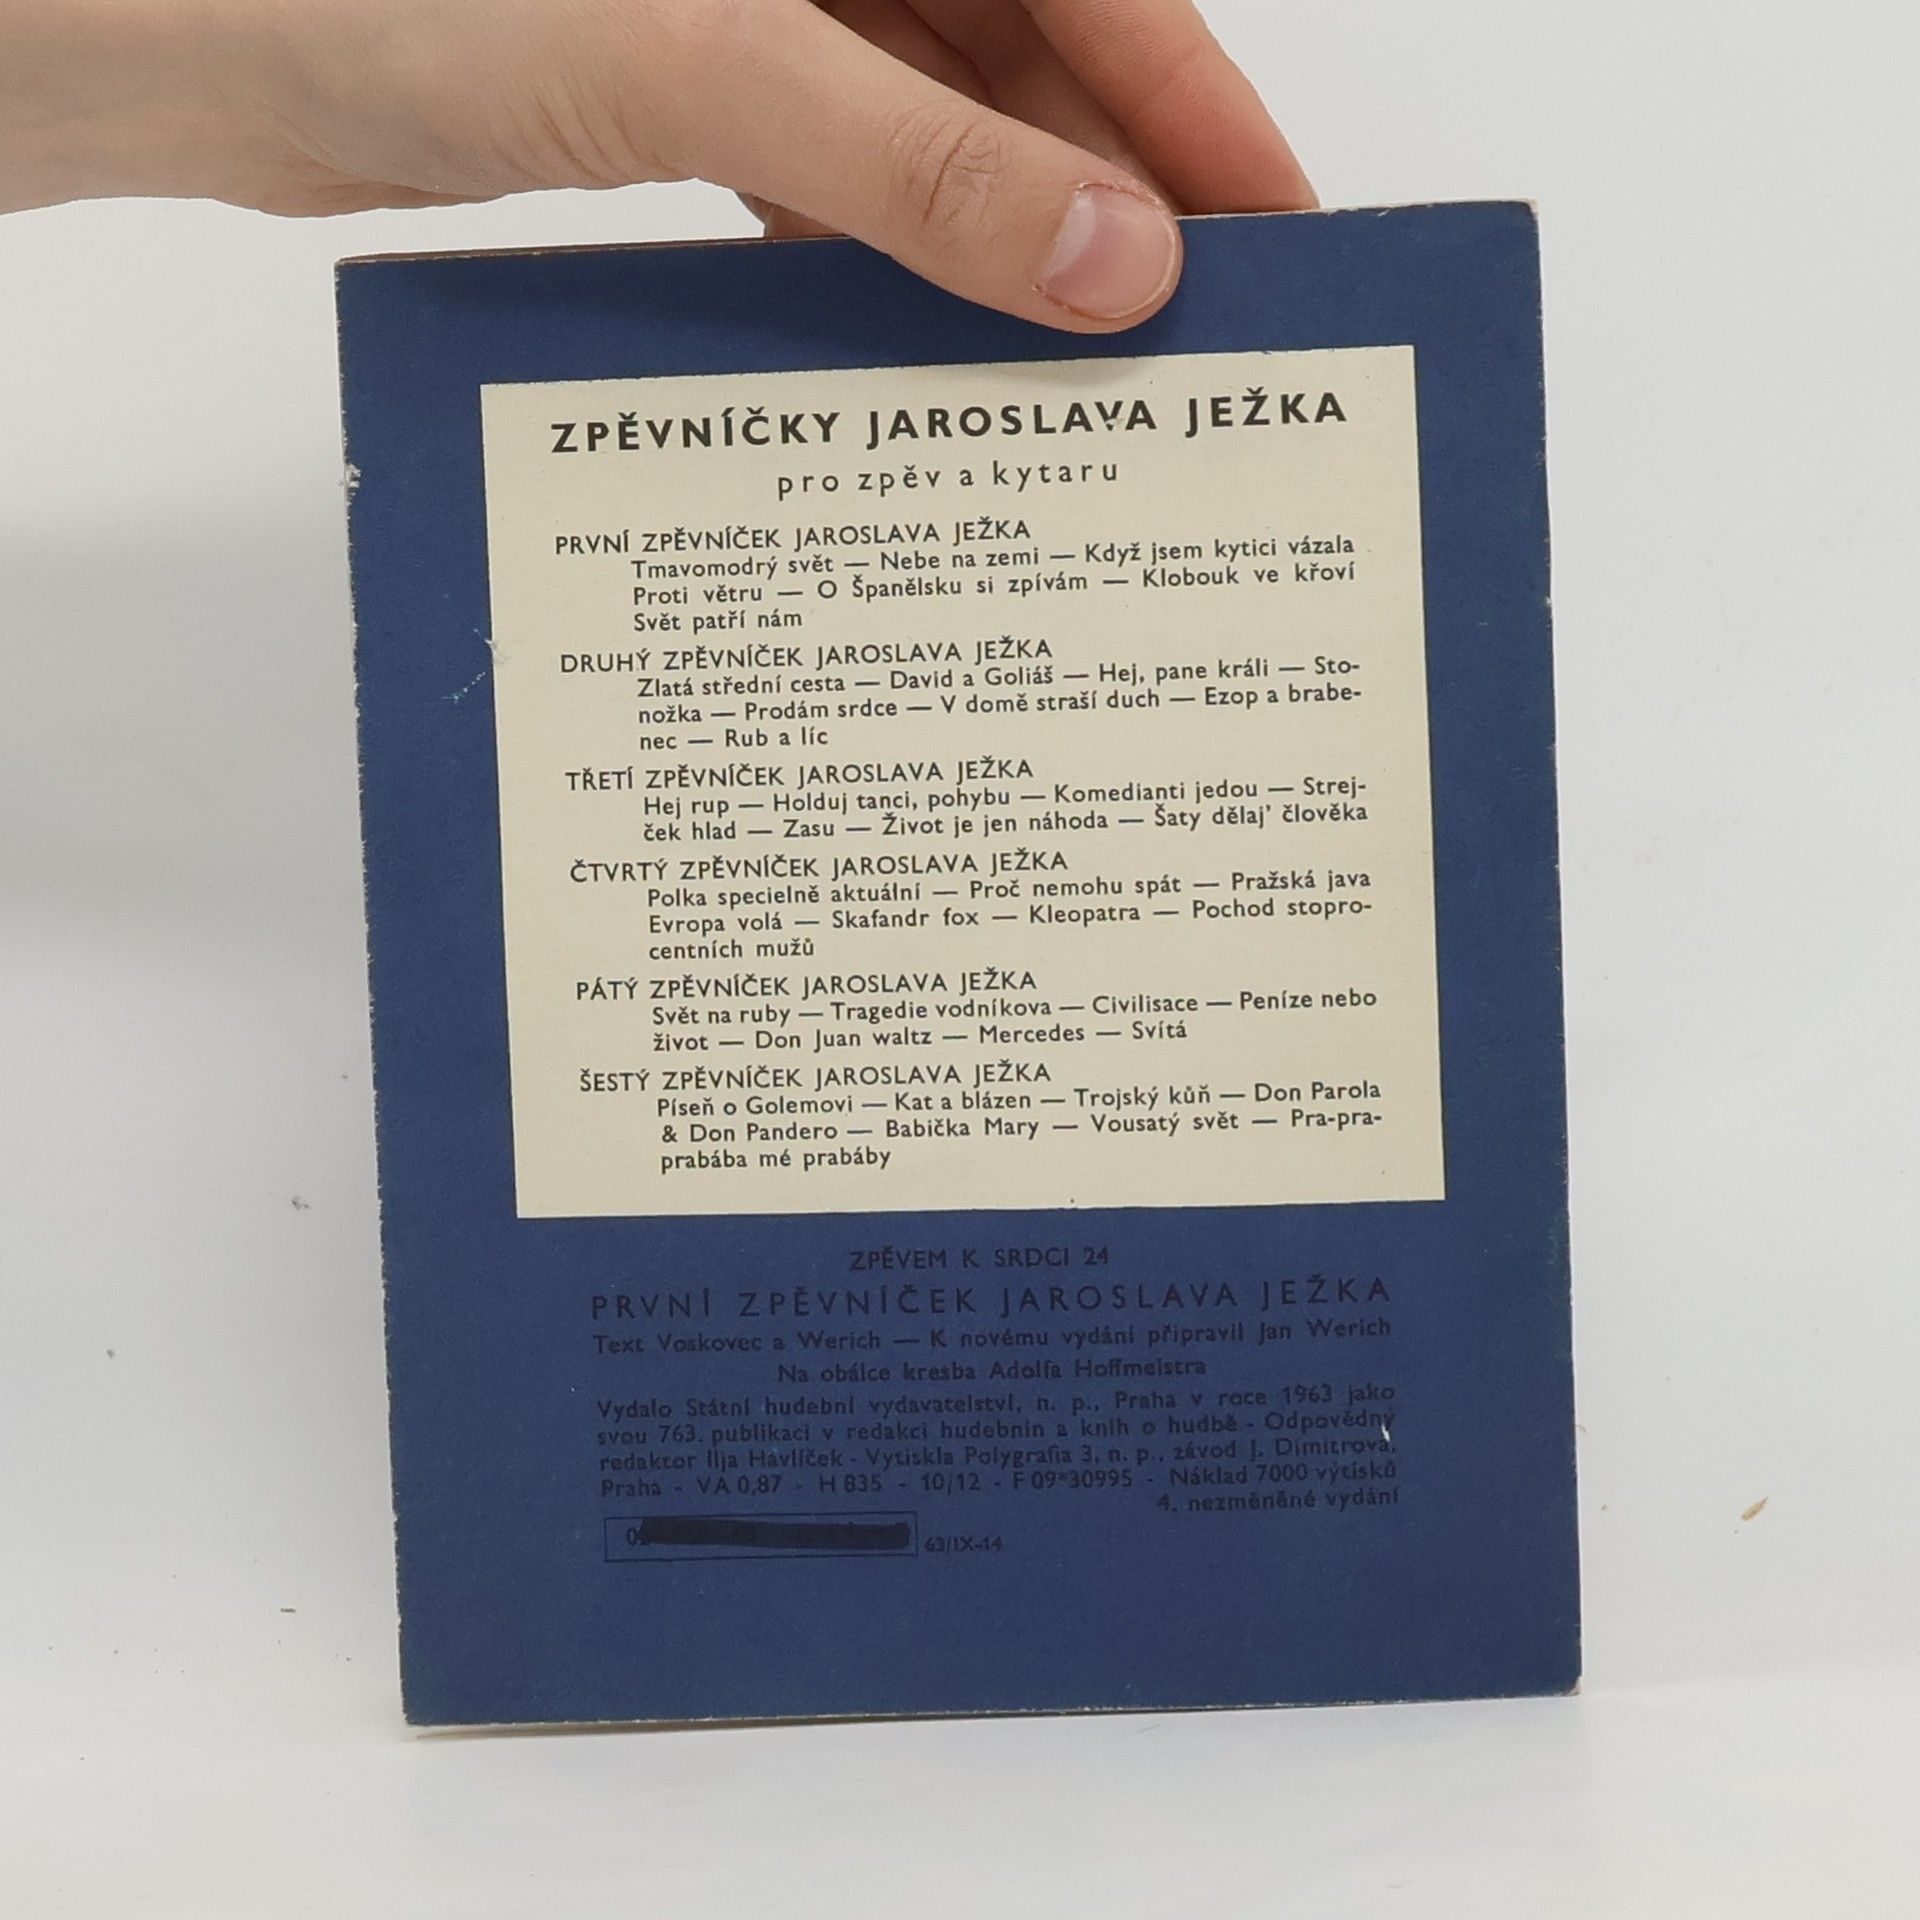 ZPĚVNÍČKY JAROSLAVA JEŽKA
pro zpěv a kytaru
PRVNÍ ZPĚVNÍČEK JAROSLAVA JEŽKA
Tmavomodrý svět — Nebe na zemi — Když jsem kytici vázala
Proti větru — O Španělsku si zpívám — Klobouk ve křoví
Svět patří nám
DRUHÝ ZPĚVNÍČEK JAROSLAVA JEŽKA
Zlatá střední cesta — David a Goliáš — Hej, pane králi — Sto-
nožka — Prodám srdce — V domě straší duch — Ezop a brabe-
nec — Rub a líc
TŘETÍ ZPĚVNÍČEK JAROSLAVA JEŽKA
Hej rup — Holduj tanci, pohybu — Komedianti jedou — Strej-
ček hlad — Zasu — Život je jen náhoda — Šaty dělaj' člověka
ČTVRTÝ ZPĚVNÍČEK JAROSLAVA JEŽKA
Polka specielně aktuální — Proč nemohu spát — Pražská java
Evropa volá — Skafandr fox — Kleopatra — Pochod stopro-
centních mužů
PÁTÝ ZPĚVNÍČEK JAROSLAVA JEŽKA
Svět na ruby — Tragedie vodníkova — Civilisace — Peníze nebo
život — Don Juan waltz — Mercedes — Svítá
ŠESTÝ ZPĚVNÍČEK JAROSLAVA JEŽKA
Píseň o Golemovi — Kat a blázen — Trojský kůň — Don Parola
& Don Pandero — Babička Mary — Vousatý svět — Pra-pra-
prabába mé prabáby
ZPĚVEM K SRDCI 24
PRVNÍ ZPĚVNÍČEK JAROSLAVA JEŽKA
Text Voskovec a Werich — K novému vydání připravil Jan Werich
Na obálce kresba Adolfa Hoffmeistra
Vydalo Státní hudební vydavatelství, n. p., Praha v roce 1963 jako
svou 763. publikaci v redakci hudebnin a knih o hudbě - Odpovědný
redaktor Ilja Havlíček - Vytiskla Polygrafia 3, n. p., závod J. Dimitrova,
Praha - VA 0,87 - H 835 - 10/12 - F 09*30995 - Náklad 7000 výtisků
4. nezměněné vydání
63/IX-14